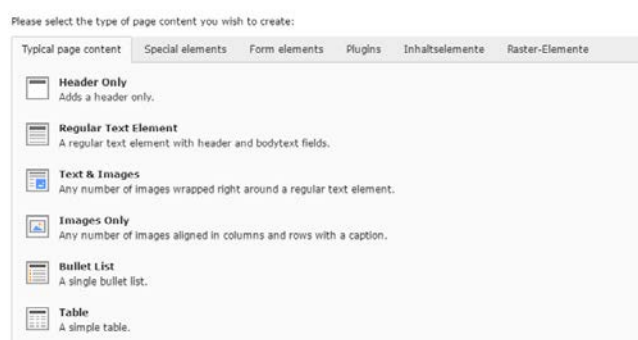 Please select the type of page content you wish to create:
Typical page content Special elements Form elements Plugins Inhaltselemente Raster-Elemente
Header Only
Adds a header only.
Regular Text Element
A regular text element with header and bodytext fields.
Text & Images
Any number of images wrapped right around a regular text element.
Images Only
Any number of images aligned in columns and rows with a caption.
Bullet List
A single bullet list.
Table
A simple table.